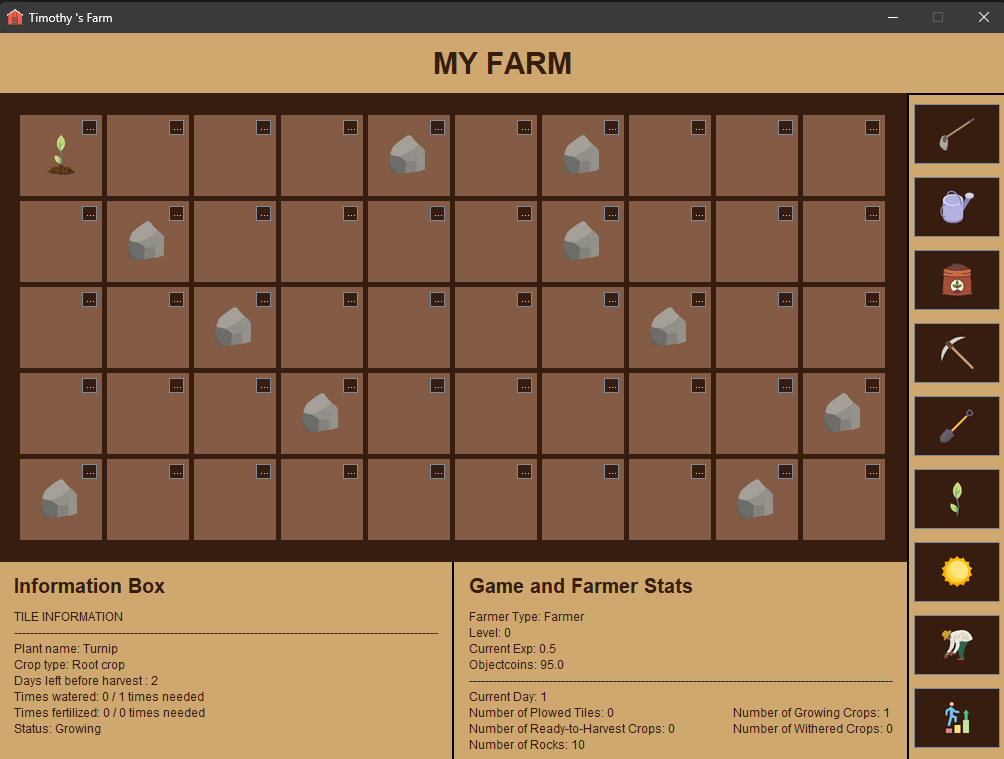 Timothy 's Farm
MY FARM
... ... ... ... ... ... ... ... ... ...
... ... ... ... ... ... ... ... ... ...
... ... ... ... ... ... ... ... ... ...
... ... ... ... ... ... ... ... ... ...
... ... ... ... ... ... ... ... ... ...
Information Box
TILE INFORMATION
Plant name: Turnip
Crop type: Root crop
Days left before harvest : 2
Times watered: 0 / 1 times needed
Times fertilized: 0 / 0 times needed
Status: Growing
Game and Farmer Stats
Farmer Type: Farmer
Level: 0
Current Exp: 0.5
Objectcoins: 95.0
Current Day: 1
Number of Plowed Tiles: 0 Number of Growing Crops: 1
Number of Ready-to-Harvest Crops: 0 Number of Withered Crops: 0
Number of Rocks: 10